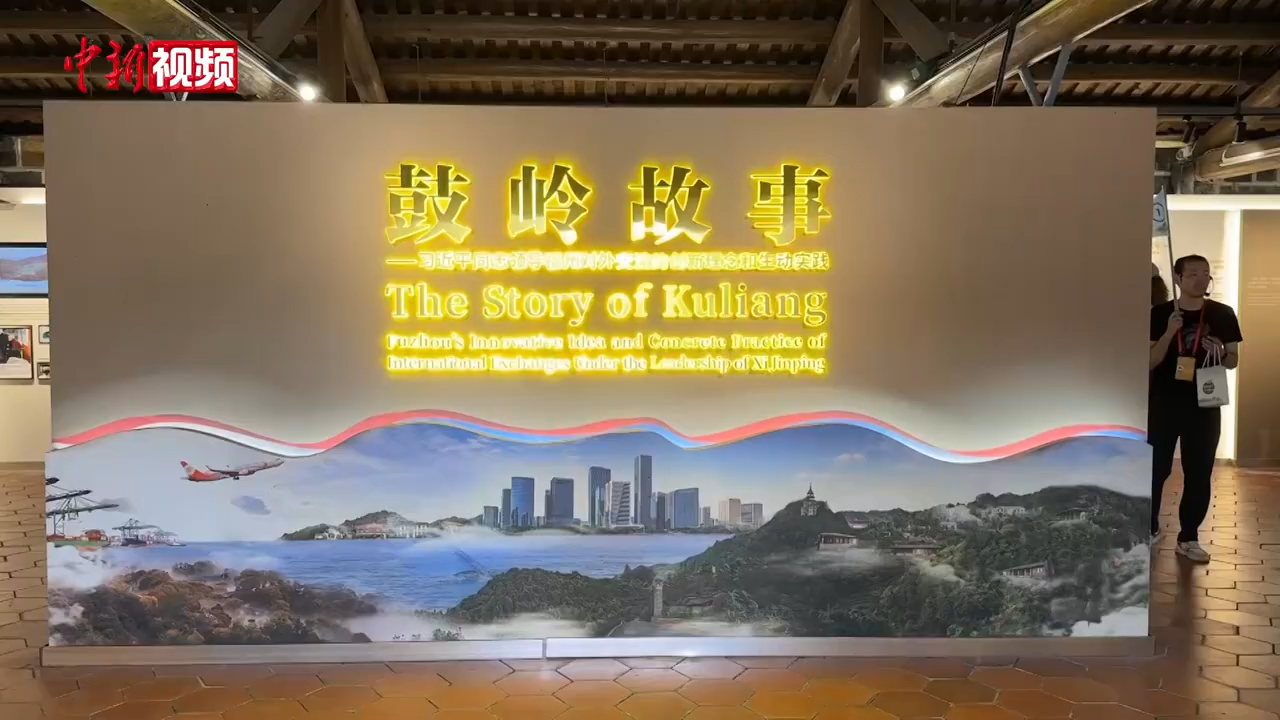 中新视频
鼓岭故事
——习近平同志领导福州对外交流的创新理念和生动实践
The Story of Kuliang
Fuzhou's Innovative Idea and Concrete Practice of
International Exchanges Under the Leadership of Xi Jinping